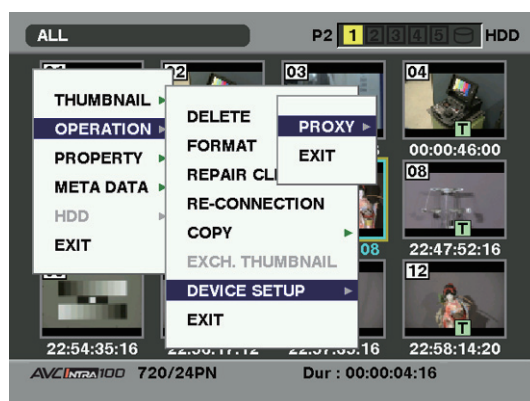 ALL P2 1 2 3 4 5 HDD
02 03 04
THUMBNAIL
OPERATION
PROPERTY
META DATA
HDD
EXIT
DELETE
FORMAT
REPAIR CLI
RE-CONNECTION
COPY
EXCH. THUMBNAIL
DEVICE SETUP
EXIT
PROXY
EXIT
T
00:00:46:00
08
T
08 22:47:52:16
12
T
22:54:35:16 22:58:14:20
AVC INTRA 100 720/24PN Dur : 00:00:04:16